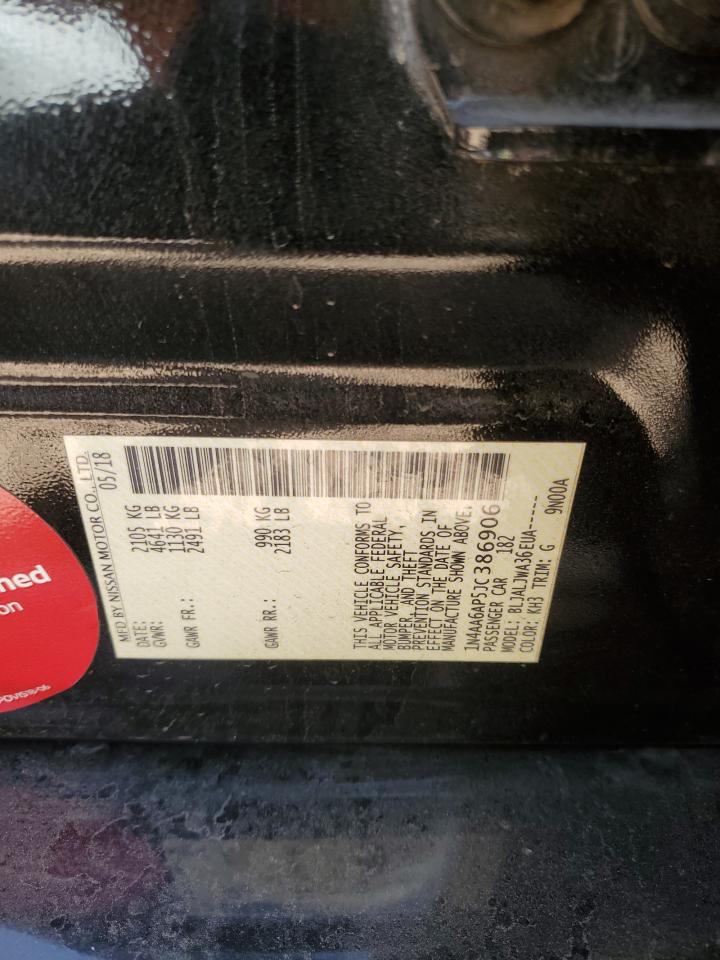 MFD BY NISSAN MOTOR CO., LTD.
DATE: 05/18
GVWR: 2105 KG
4641 LB
GAWR FR.: 1130 KG
2491 LB
GAWR RR.: 990 KG
2183 LB
THIS VEHICLE CONFORMS TO
ALL APPLICABLE FEDERAL
MOTOR VEHICLE SAFETY,
BUMPER, AND THEFT
PREVENTION STANDARDS IN
EFFECT ON THE DATE OF
MANUFACTURE SHOWN ABOVE.
1N4AA6AP5JC386906
PASSENGER CAR 182
MODEL: BLJALJWA36EUA------
COLOR: KH3 TRIM: G 9N00A
ned
on